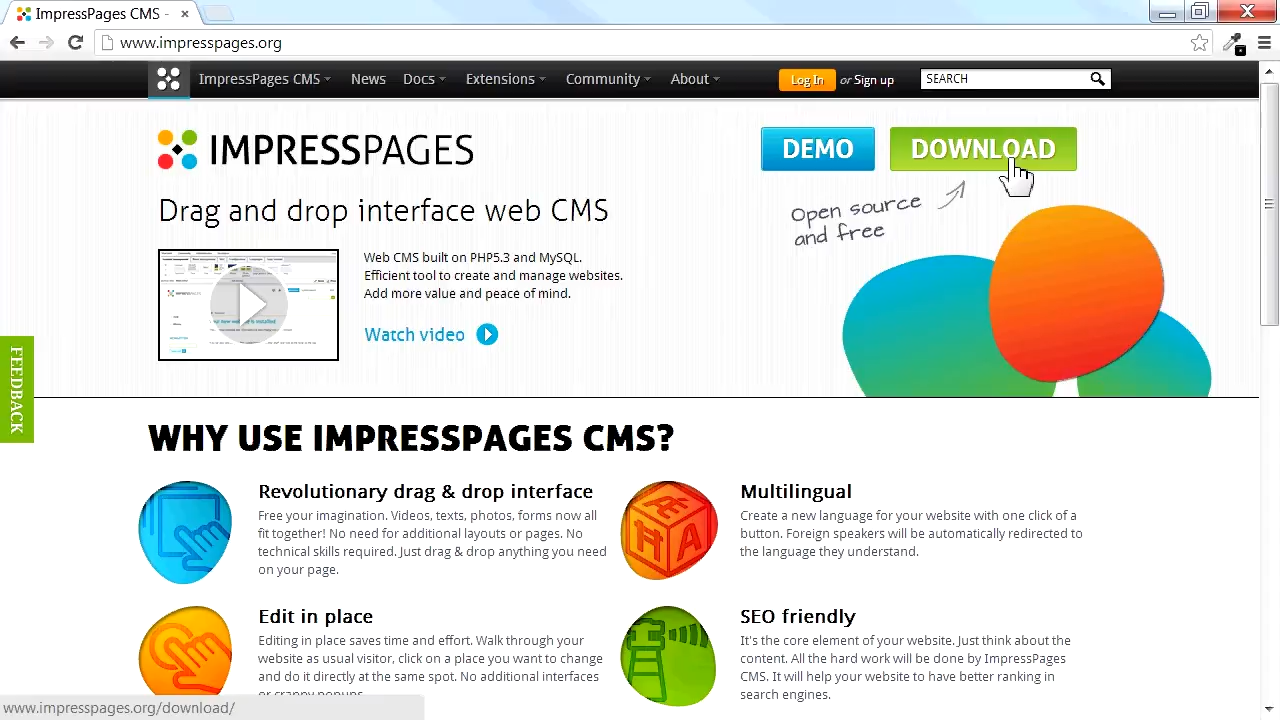 ImpressPages CMS -
www.impresspages.org
ImpressPages CMS News Docs Extensions Community About Log In or Sign up SEARCH
IMPRESSPAGES
DEMO DOWNLOAD
Drag and drop interface web CMS
Open source
and free
Web CMS built on PHP5.3 and MySQL.
Efficient tool to create and manage websites.
Add more value and peace of mind.
Watch video
FEEDBACK
WHY USE IMPRESSPAGES CMS?
Revolutionary drag & drop interface
Free your imagination. Videos, texts, photos, forms now all
fit together! No need for additional layouts or pages. No
technical skills required. Just drag & drop anything you need
on your page.
Multilingual
Create a new language for your website with one click of a
button. Foreign speakers will be automatically redirected to
the language they understand.
Edit in place
Editing in place saves time and effort. Walk through your
website as usual visitor, click on a place you want to change
and do it directly at the same spot. No additional interfaces
or crappy popups.
SEO friendly
It's the core element of your website. Just think about the
content. All the hard work will be done by ImpressPages
CMS. It will help your website to have better ranking in
search engines.
www.impresspages.org/download/